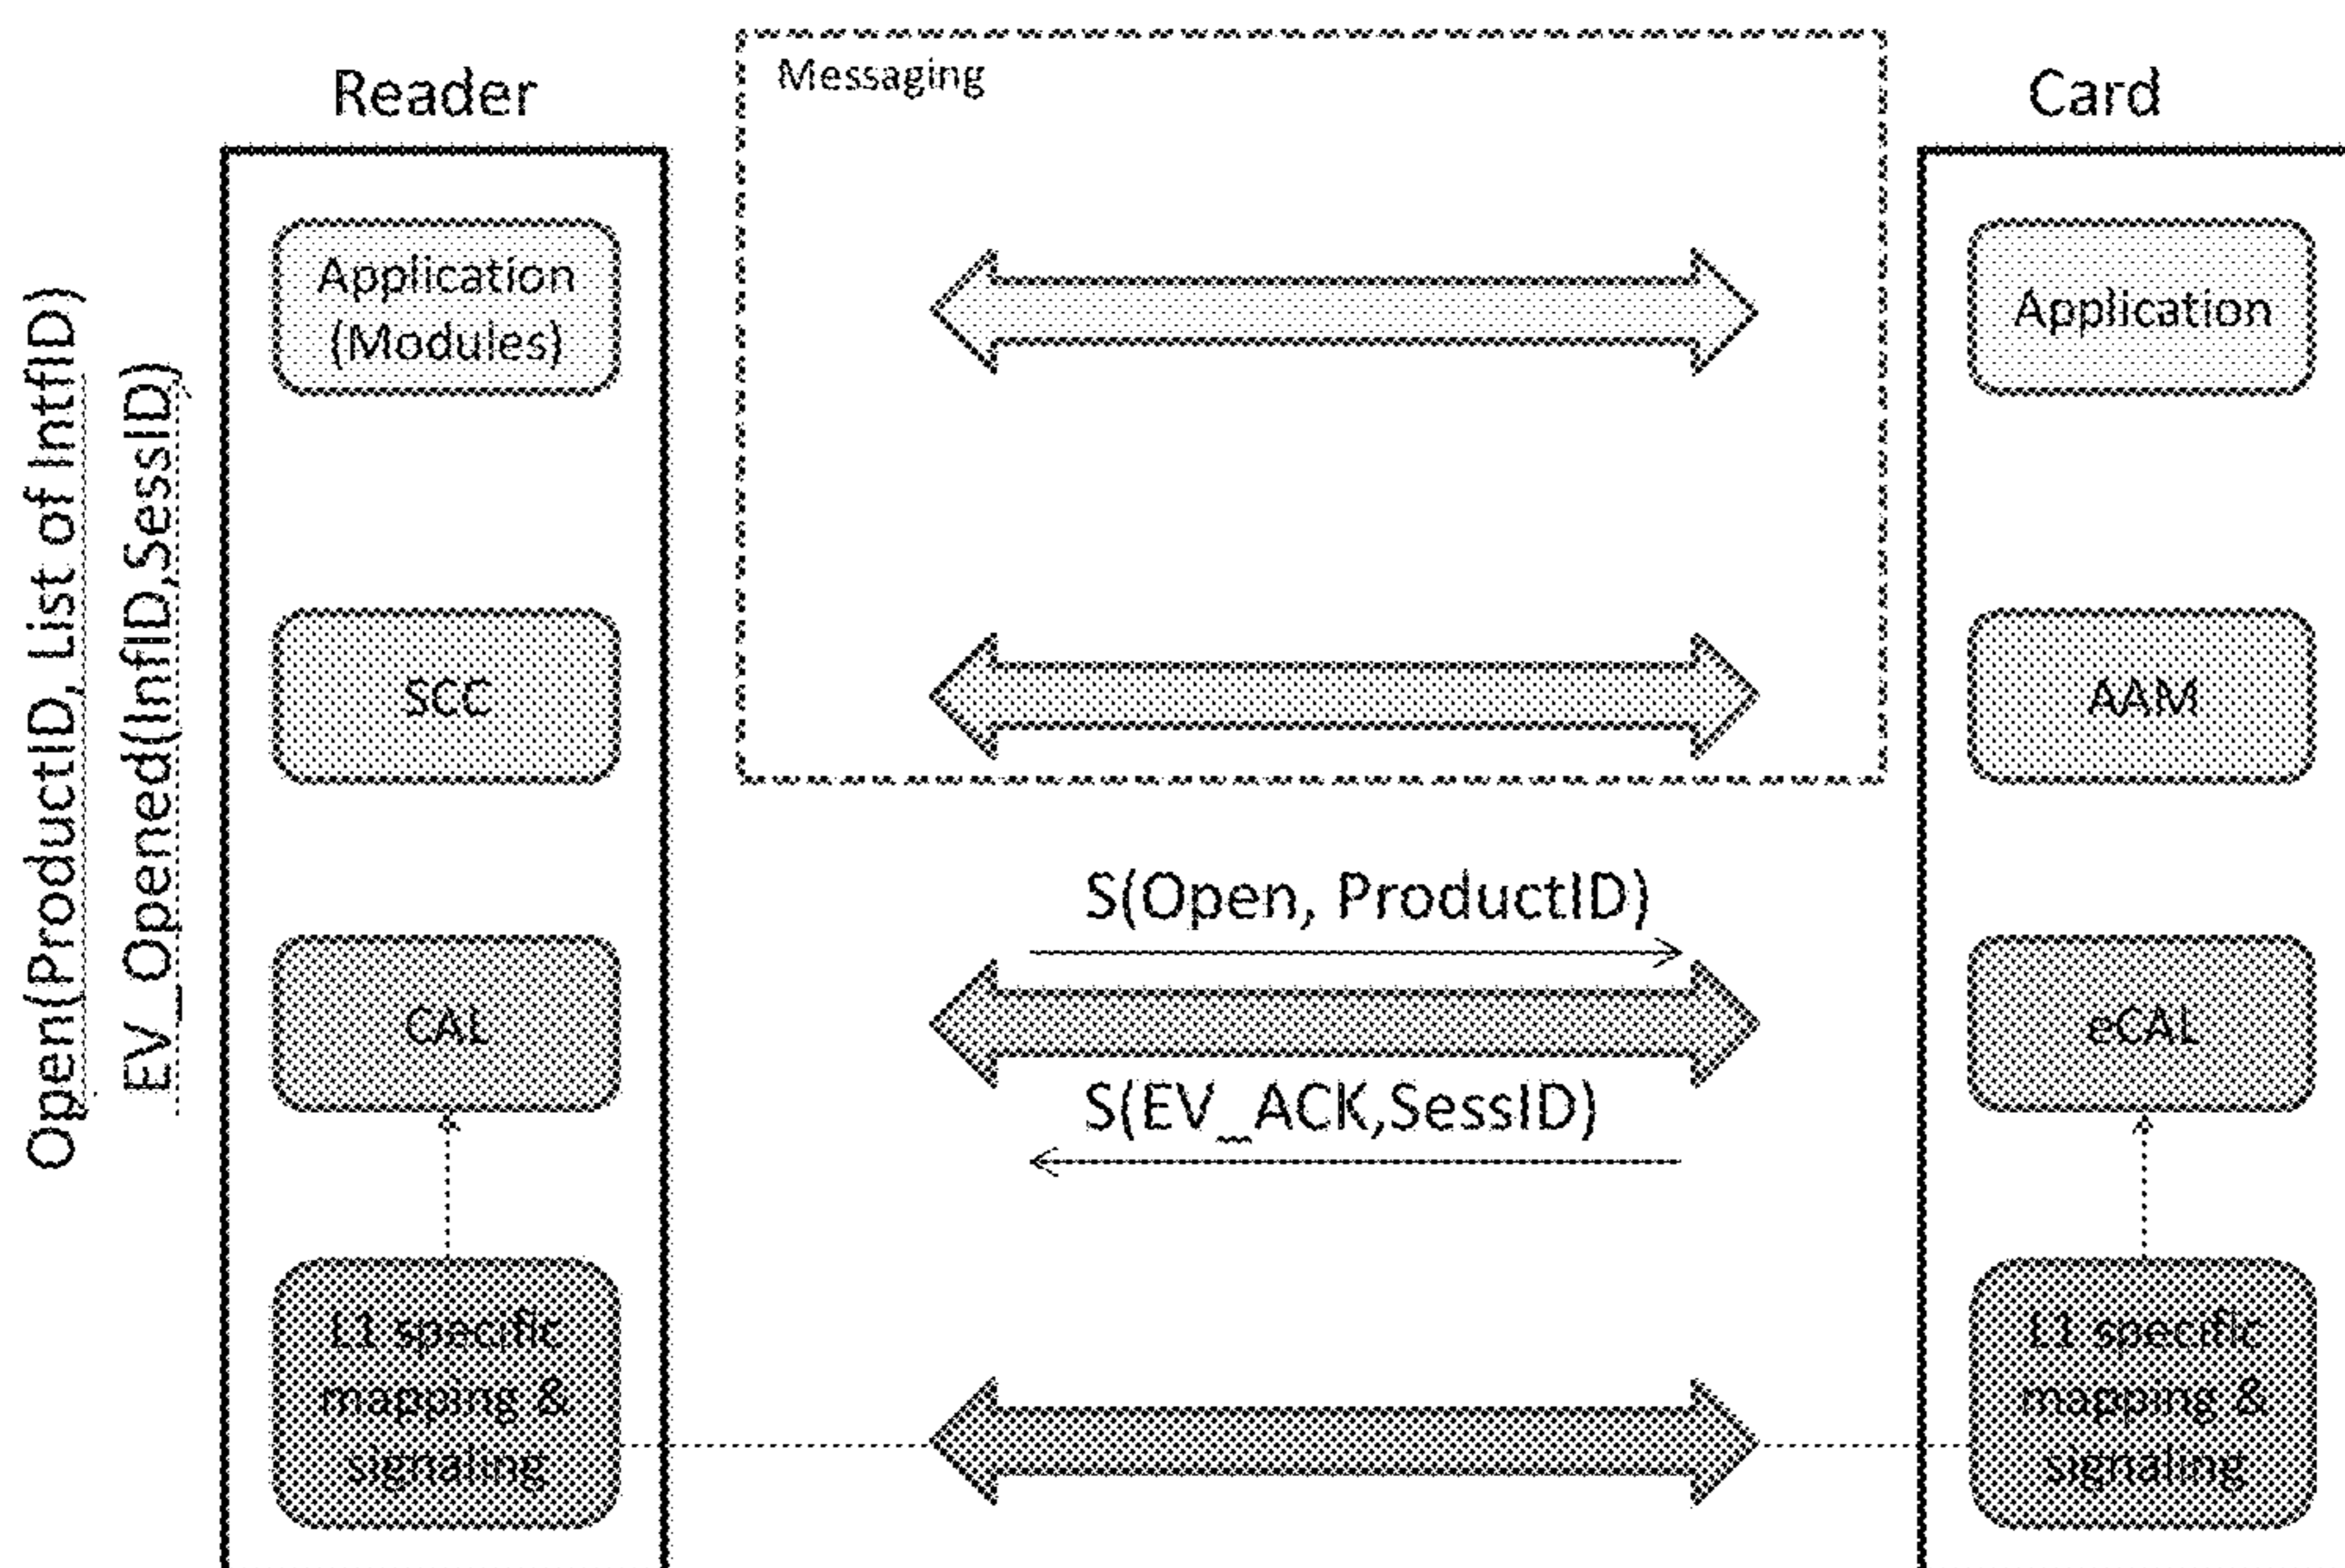 Reader
Messaging
Card
Open(ProductID, List of IntfID)
EV_Opened(InfID,SessID)
Application
(Modules)
Application
SCC
AAM
S(Open, ProductID)
CAL
eCAL
S(EV_ACK,SessID)
L1 specific
mapping &
signaling
L1 specific
mapping &
signaling